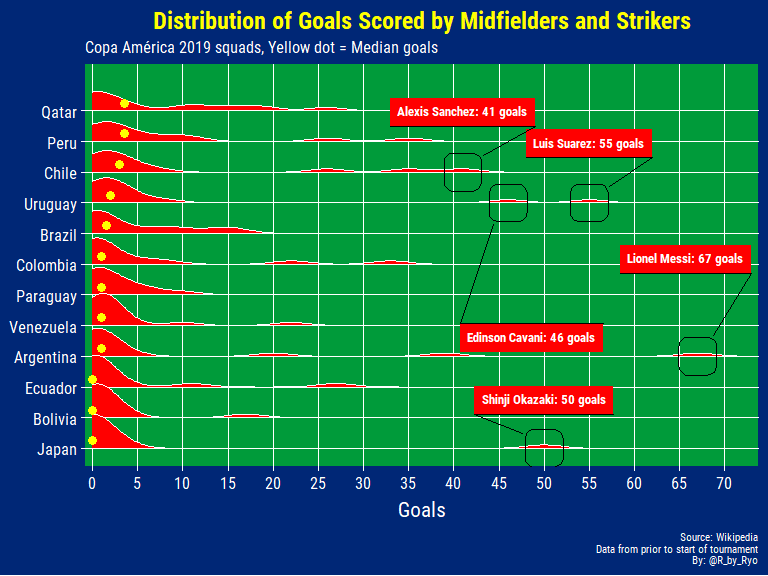 Distribution of Goals Scored by Midfielders and Strikers
Copa América 2019 squads, Yellow dot = Median goals
Qatar
Alexis Sanchez: 41 goals
Peru
Luis Suarez: 55 goals
Chile
Uruguay
Brazil
Colombia
Lionel Messi: 67 goals
Paraguay
Venezuela
Edinson Cavani: 46 goals
Argentina
Ecuador
Shinji Okazaki: 50 goals
Bolivia
Japan
0 5 10 15 20 25 30 35 40 45 50 55 60 65 70
Goals
Source: Wikipedia
Data from prior to start of tournament
By: @R_by_Ryo